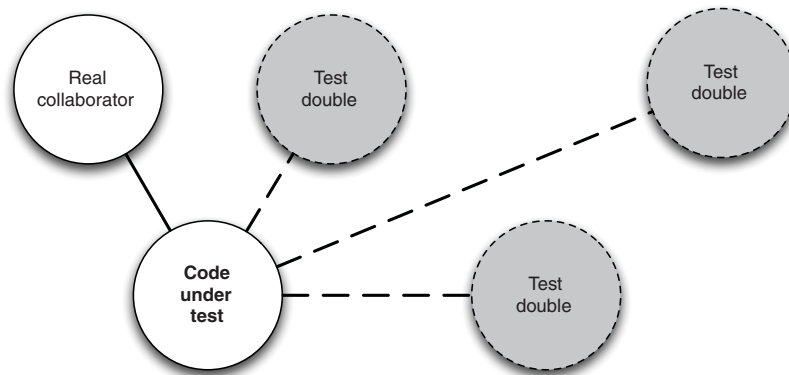 Real
collaborator
Test
double
Test
double
Code
under
test
Test
double